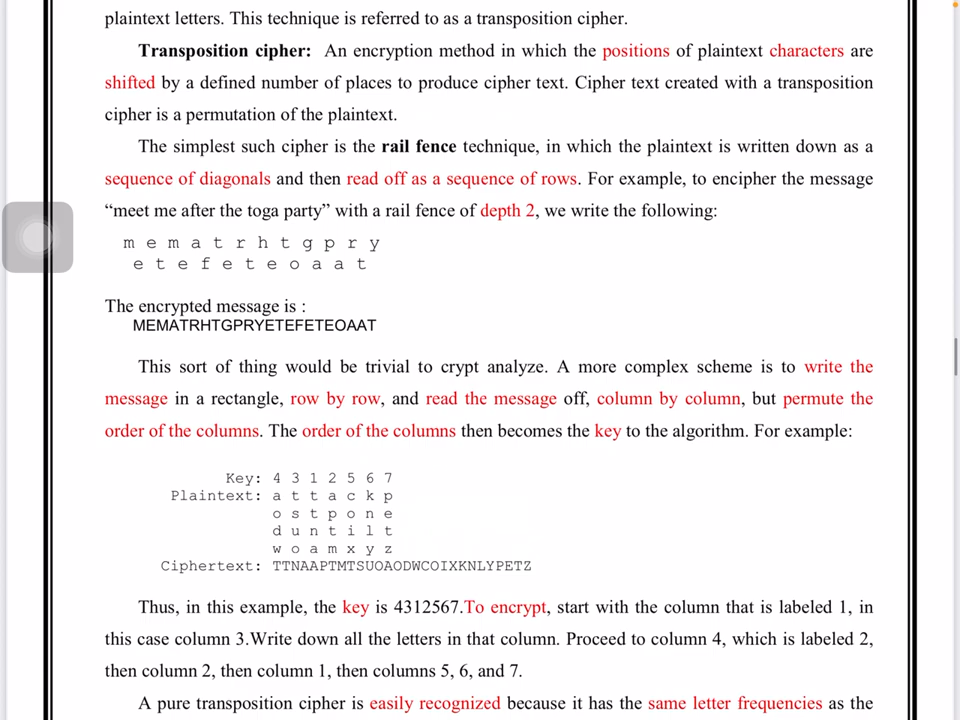 plaintext letters. This technique is referred to as a transposition cipher.
Transposition cipher: An encryption method in which the positions of plaintext characters are
shifted by a defined number of places to produce cipher text. Cipher text created with a transposition
cipher is a permutation of the plaintext.
The simplest such cipher is the rail fence technique, in which the plaintext is written down as a
sequence of diagonals and then read off as a sequence of rows. For example, to encipher the message
“meet me after the toga party” with a rail fence of depth 2, we write the following:
m e m a t r h t g p r y
e t e f e t e o a a t
The encrypted message is :
MEMATRHTGPRYETEFETEOAAT
This sort of thing would be trivial to crypt analyze. A more complex scheme is to write the
message in a rectangle, row by row, and read the message off, column by column, but permute the
order of the columns. The order of the columns then becomes the key to the algorithm. For example:
Key: 4 3 1 2 5 6 7
Plaintext: a t t a c k p
o s t p o n e
d u n t i l t
w o a m x y z
Ciphertext: TTNAAPTMTSUOAODWCOIXKNLYPETZ
Thus, in this example, the key is 4312567.To encrypt, start with the column that is labeled 1, in
this case column 3.Write down all the letters in that column. Proceed to column 4, which is labeled 2,
then column 2, then column 1, then columns 5, 6, and 7.
A pure transposition cipher is easily recognized because it has the same letter frequencies as the